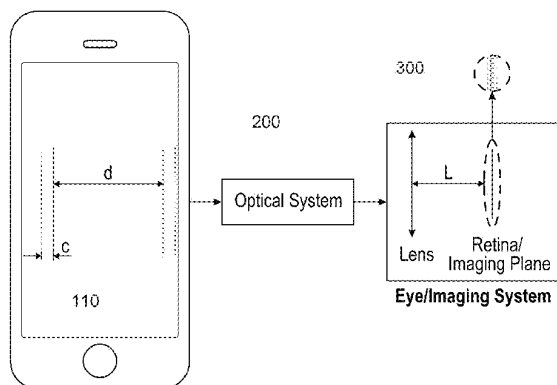 300
200
d
L
Optical System
Lens
Retina/
Imaging Plane
c
110
Eye/Imaging System